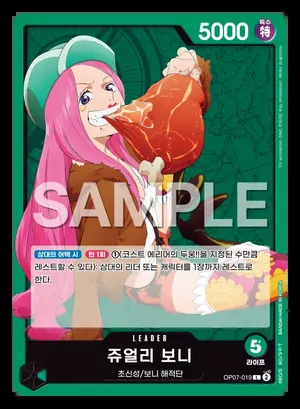 5000
특수
特
SAMPLE
상대의 어택 시 턴 1회 ①(코스트 에리어의 두웅!!을 지정된 수만큼
레스트할 수 있다): 상대의 리더 또는 캐릭터를 1장까지 레스트로
한다.
LEADER
쥬얼리 보니
초신성/보니 해적단
5
라이프
OP07-019 L
2